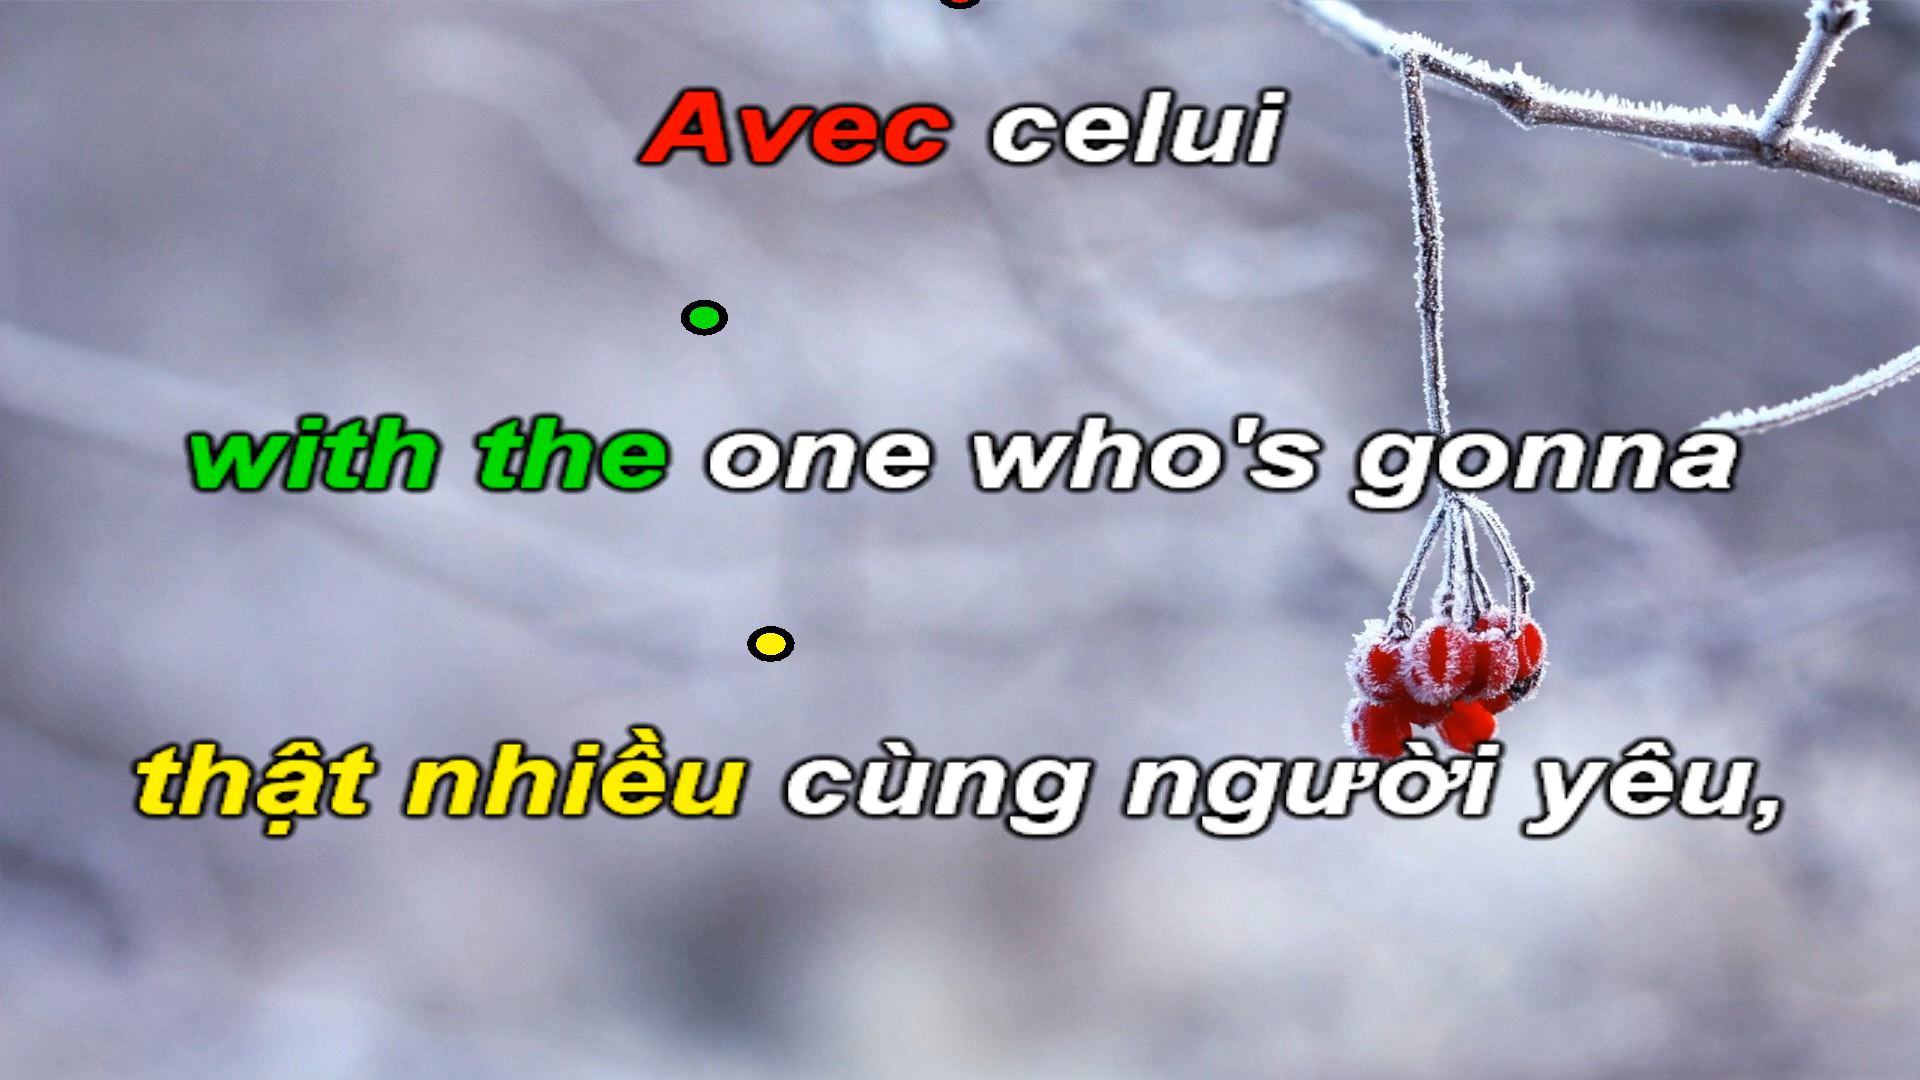 Avec celui
with the one who's gonna
thật nhiều cùng người yêu,